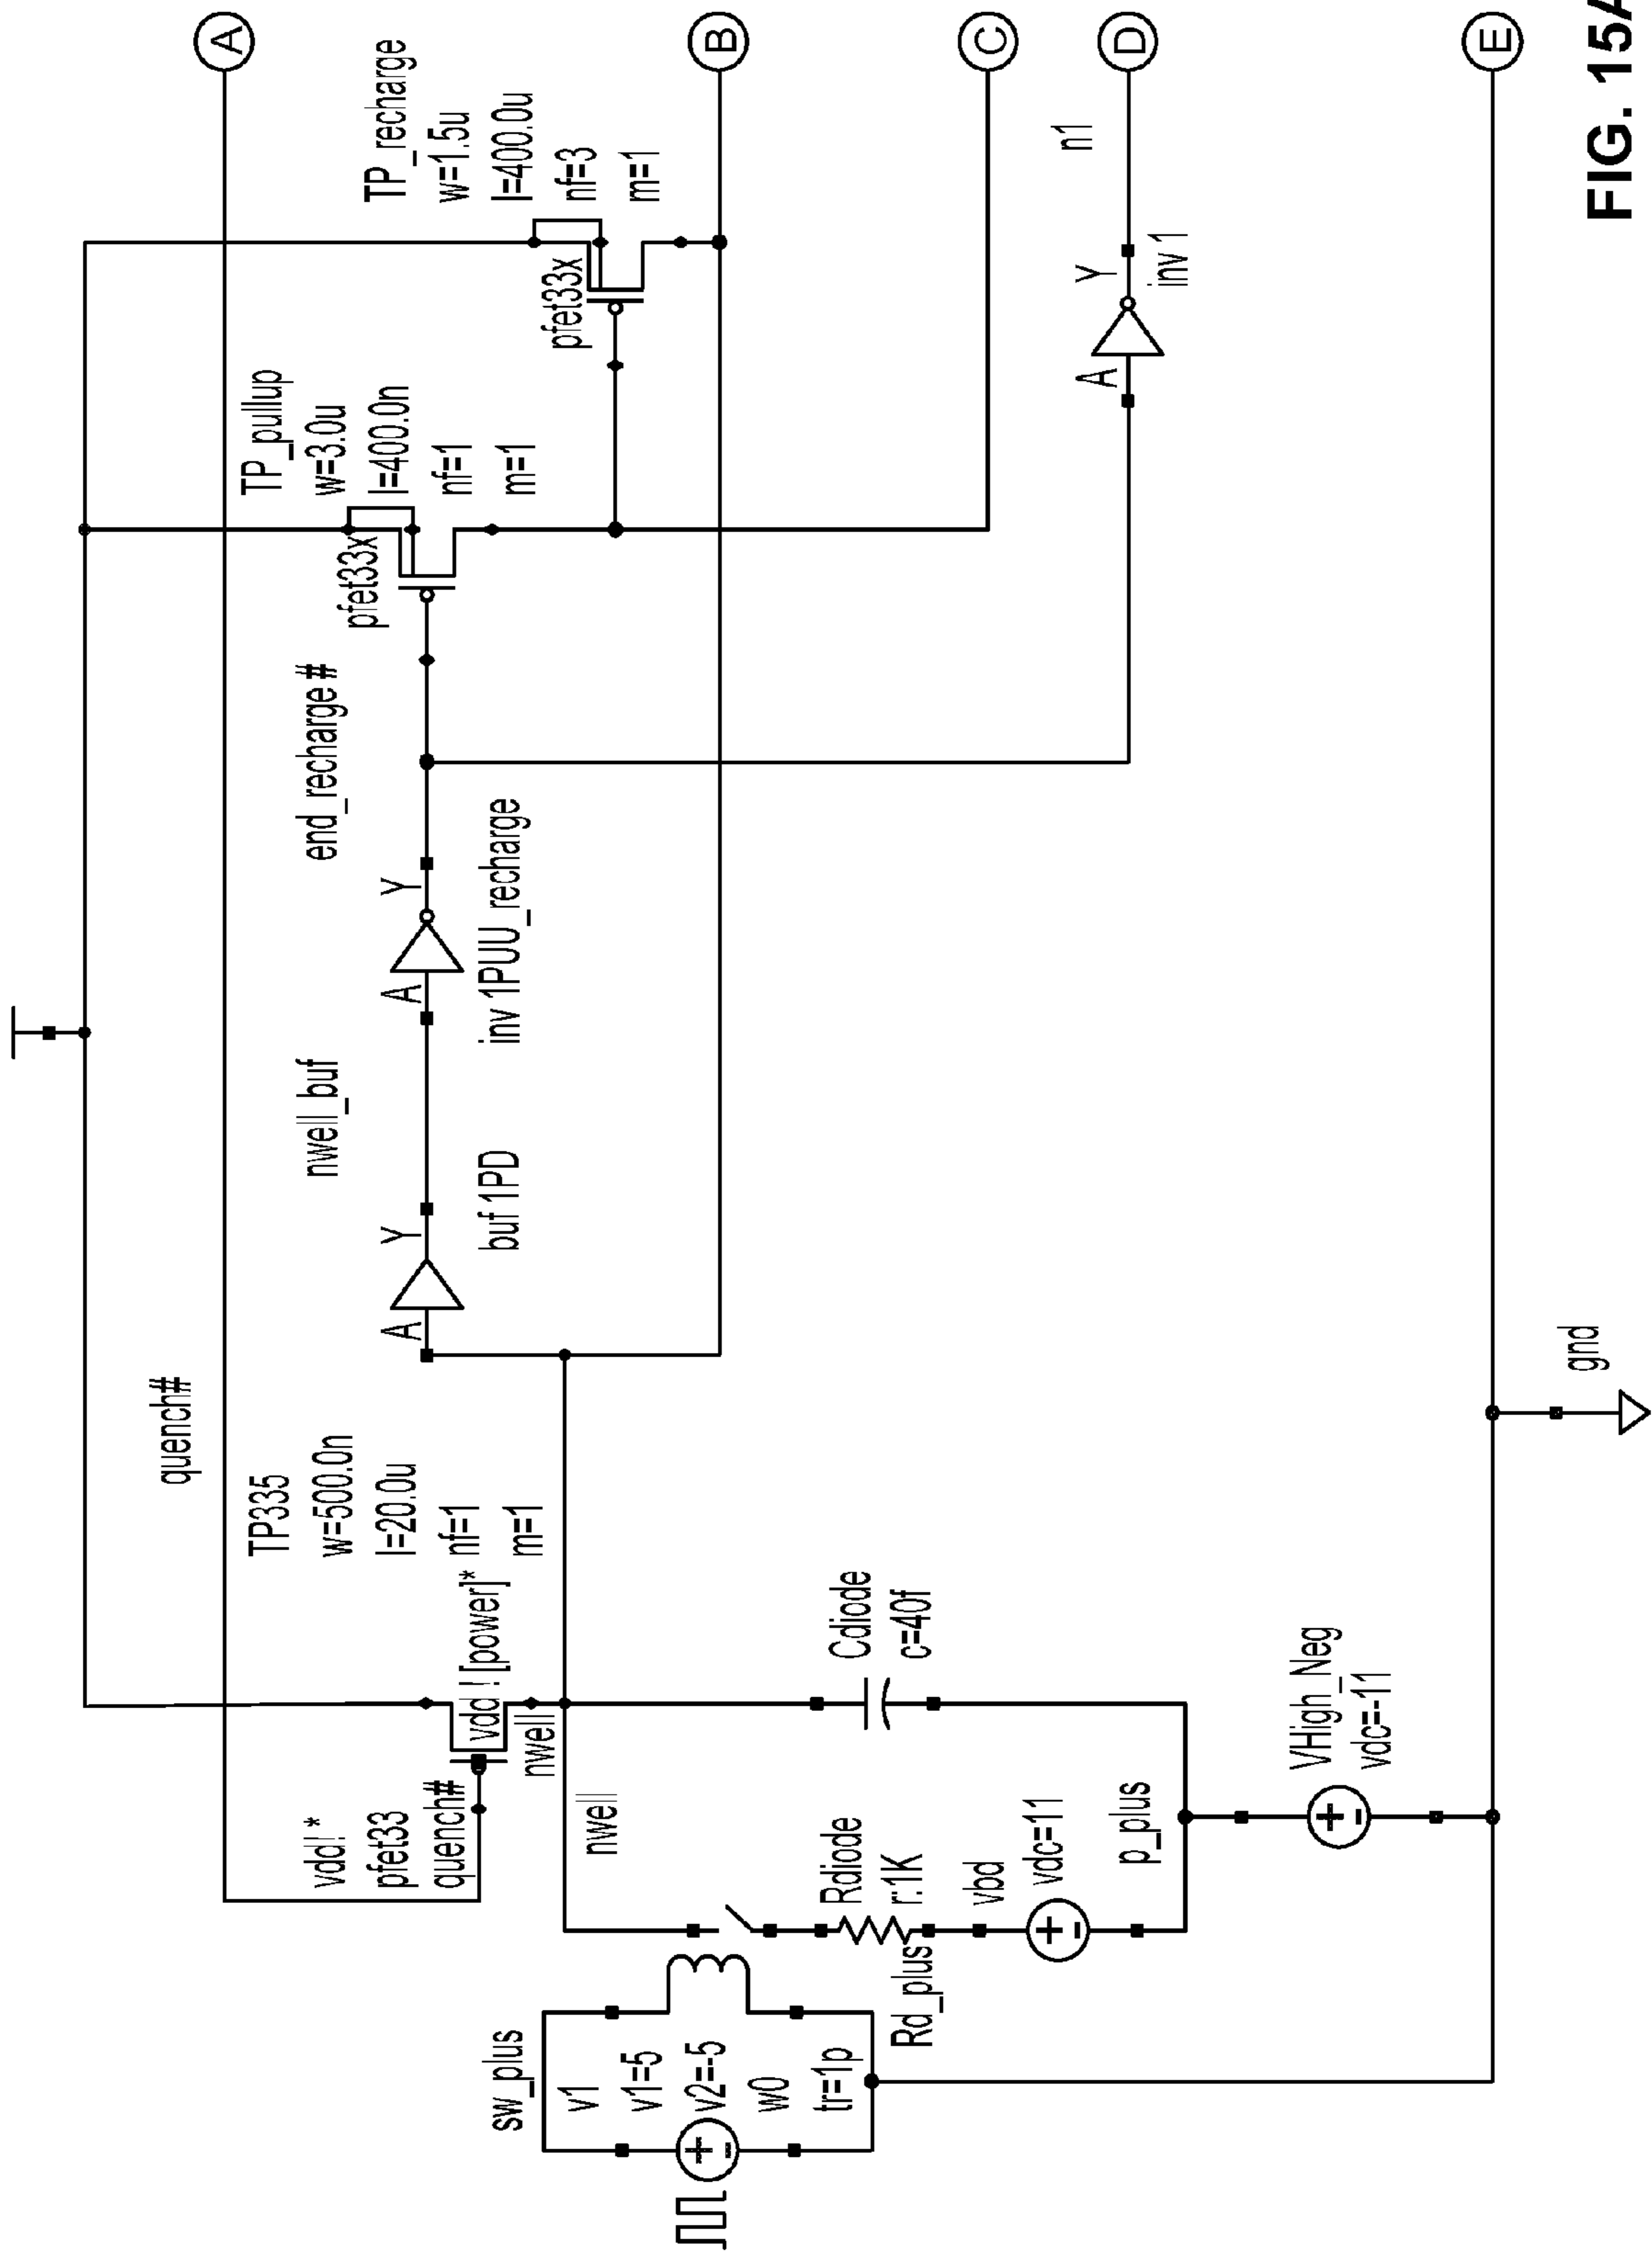 A
quench#
TP_recharge
w=1.5u
l=400.0u
nf=3
m=1
pfet33x
TP_pullup
w=3.0u
l=400.0n
nf=1
m=1
pfet33x
end_recharge #
nwell_buf
A
Y
buf 1PD
A
Y
inv 1PUU_recharge
TP335
w=500.0n
l=20.0u
nf=1
m=1
vdd!*
pfet33
quench#
vdd ! [power]*
nwell
nwell
B
C
D
n1
A
Y
inv 1
Cdiode
c=40f
sw_plus
v1
v1=5
v2=-5
w0
tr=1p
Rdiode
r:1K
Rd_plus
vbd
vdc=11
p_plus
VHigh_Neg
vdc=-11
E
gnd
FIG. 15A